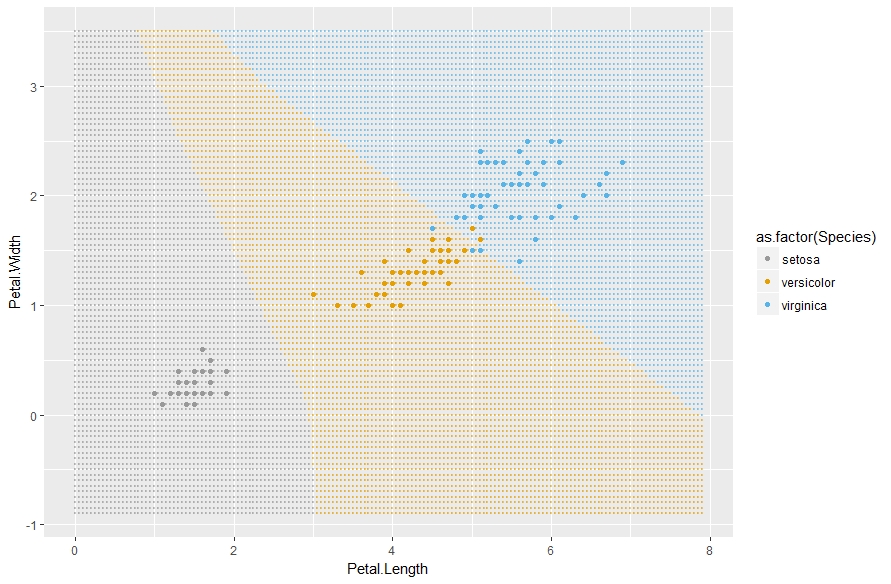 3
2
1
0
-1
0
2
4
6
8
Petal.Width
Petal.Length
as.factor(Species)
setosa
versicolor
virginica